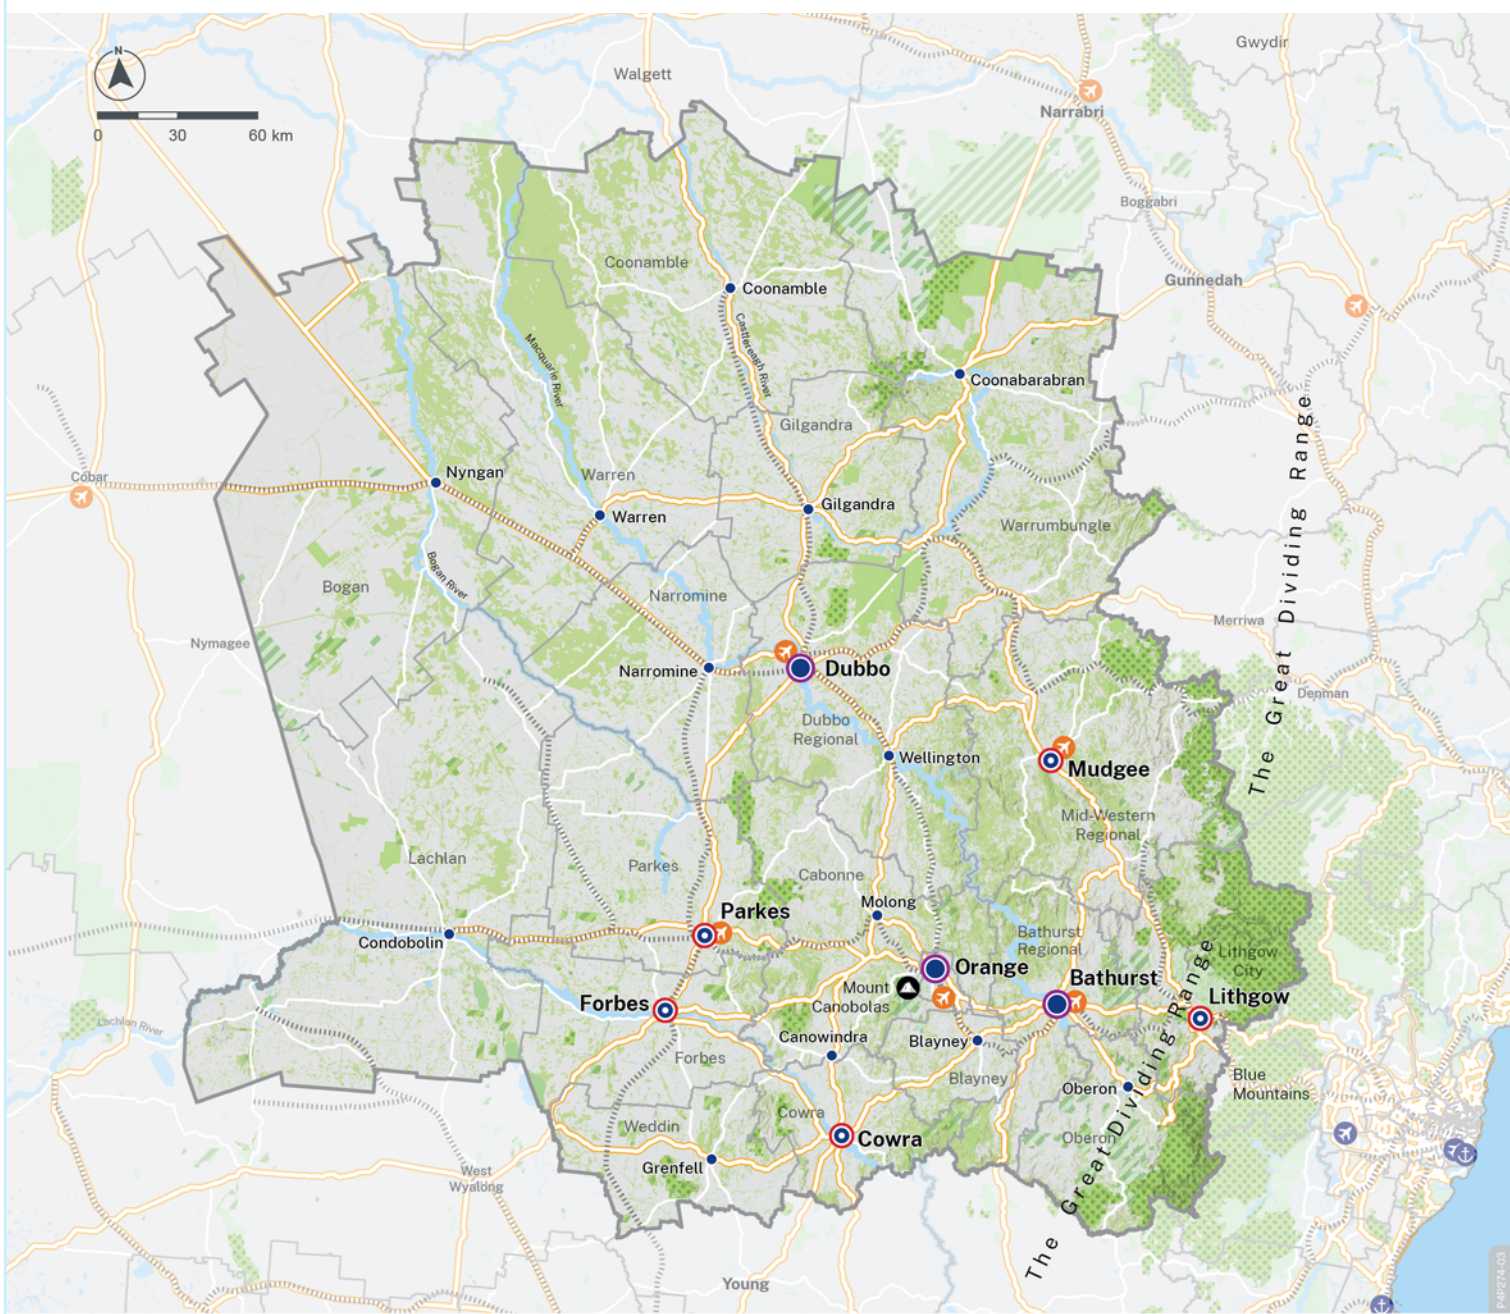 Gwydir
Walgett
N
0 30 60 km
Narrabri
Boggabri
Coonamble
Gunnedah
Coonamble
Macquarie River
Castlereagh River
Coonabarabran
Gilgandra
The Great Dividing Range
Cobar
Nyngan
Warren
Gilgandra
Warren
Warrumbungle
Bogan River
Bogan
Narromine
Merriwa
Nymagee
Narromine
Dubbo
Denman
Dubbo
Regional
Wellington
Mudgee
Mid-Western
Regional
Lachlan
Parkes
Cabonne
Molong
Parkes
Condobolin
Bathurst
Regional
Lithgow
City
Orange
Bathurst
Mount
Canobolas
Lithgow
Forbes
Lachlan River
Canowindra
Blayney
Forbes
Blayney
Oberon
Blue
Mountains
Cowra
Weddin
Cowra
Oberon
Grenfell
West
Wyalong
The Great Dividing Range
Young